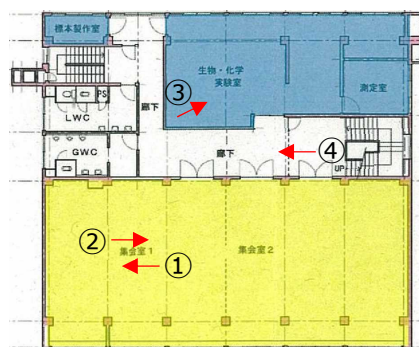 標本製作室
生物・化学
実験室
測定室
PS
LWC
廊下
③
GWC
廊下
④
UP
②
集会室1
集会室2
①